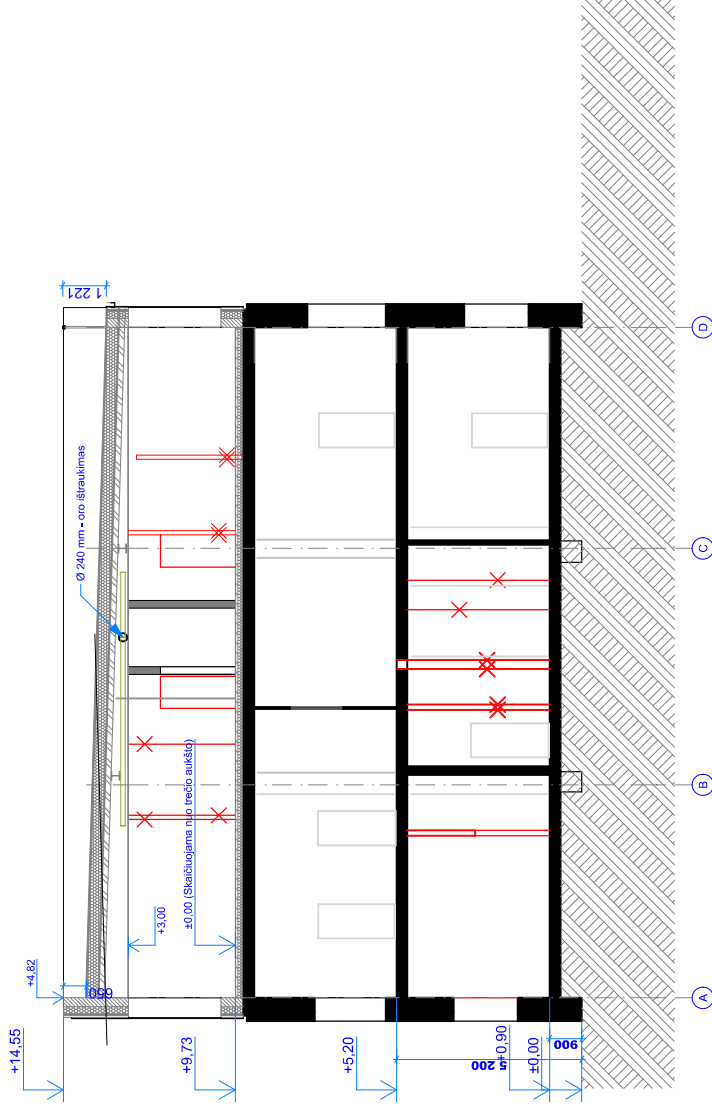 +14,55
+4,82
650
1 221
Ø 240 mm - oro ištraukimas
+3,00
±0,00 (Skaičiuojama nuo trečio aukšto)
+9,73
+5,20
5 200
+0,90
±0,00
900
A
B
C
D